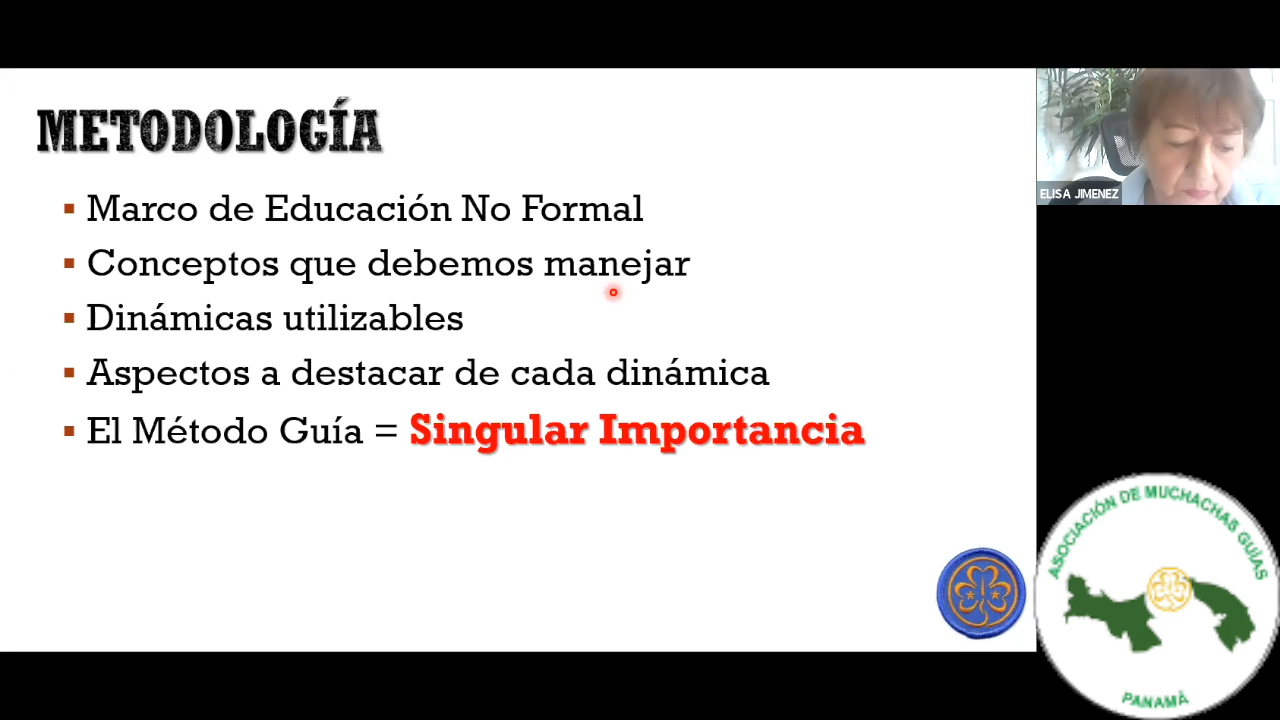 METODOLOGÍA
Marco de Educación No Formal
Conceptos que debemos manejar
Dinámicas utilizables
Aspectos a destacar de cada dinámica
El Método Guía = Singular Importancia
ELISA JIMENEZ
ASOCIACIÓN DE MUCHACHAS GUÍAS
PANAMÁ